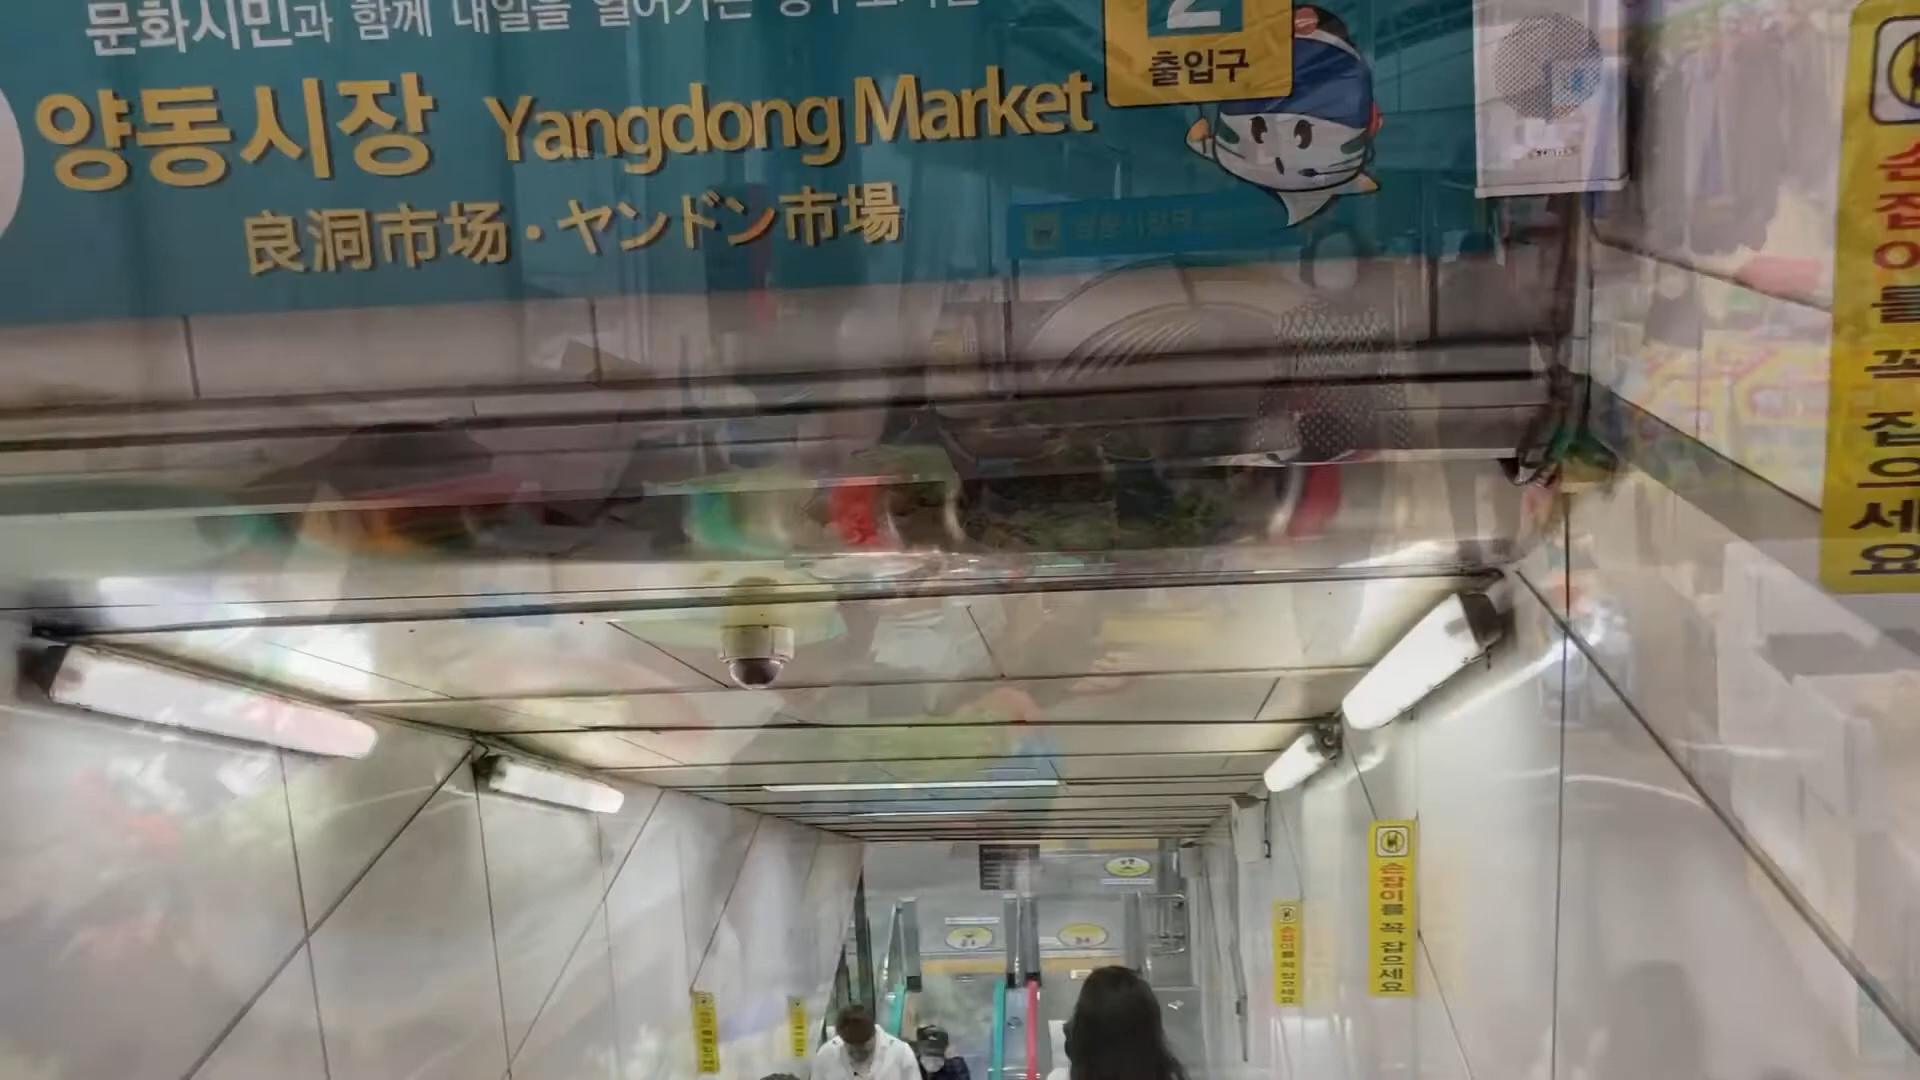 문화시민과 함께 내일을 열어가는
양동시장 Yangdong Market
良洞市场・ヤンドン市場
2
출입구
손잡이를 꼭 잡으세요
손잡이를 꼭 잡으세요
손잡이를 꼭 잡으세요